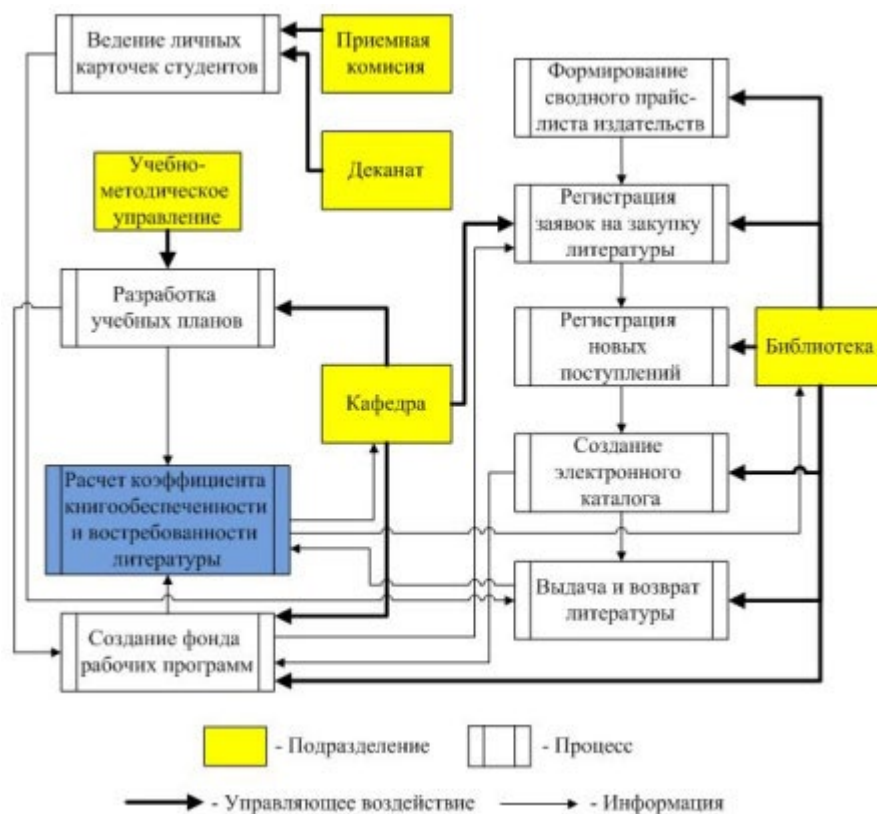 Ведение личных
карточек студентов
Приемная
комисия
Формирование
сводного прайс-
листа издательств
Деканат
Учебно-
методическое
управление
Регистрация
заявок на закупку
литературы
Разработка
учебных планов
Регистрация
новых
поступлений
Библиотека
Кафедра
Создание
электронного
каталога
Расчет коэффициента
книгообеспеченности
и востребованности
литературы
Выдача и возврат
литературы
Создание фонда
рабочих программ
- Подразделение
- Процесс
- Управляющее воздействие
- Информация